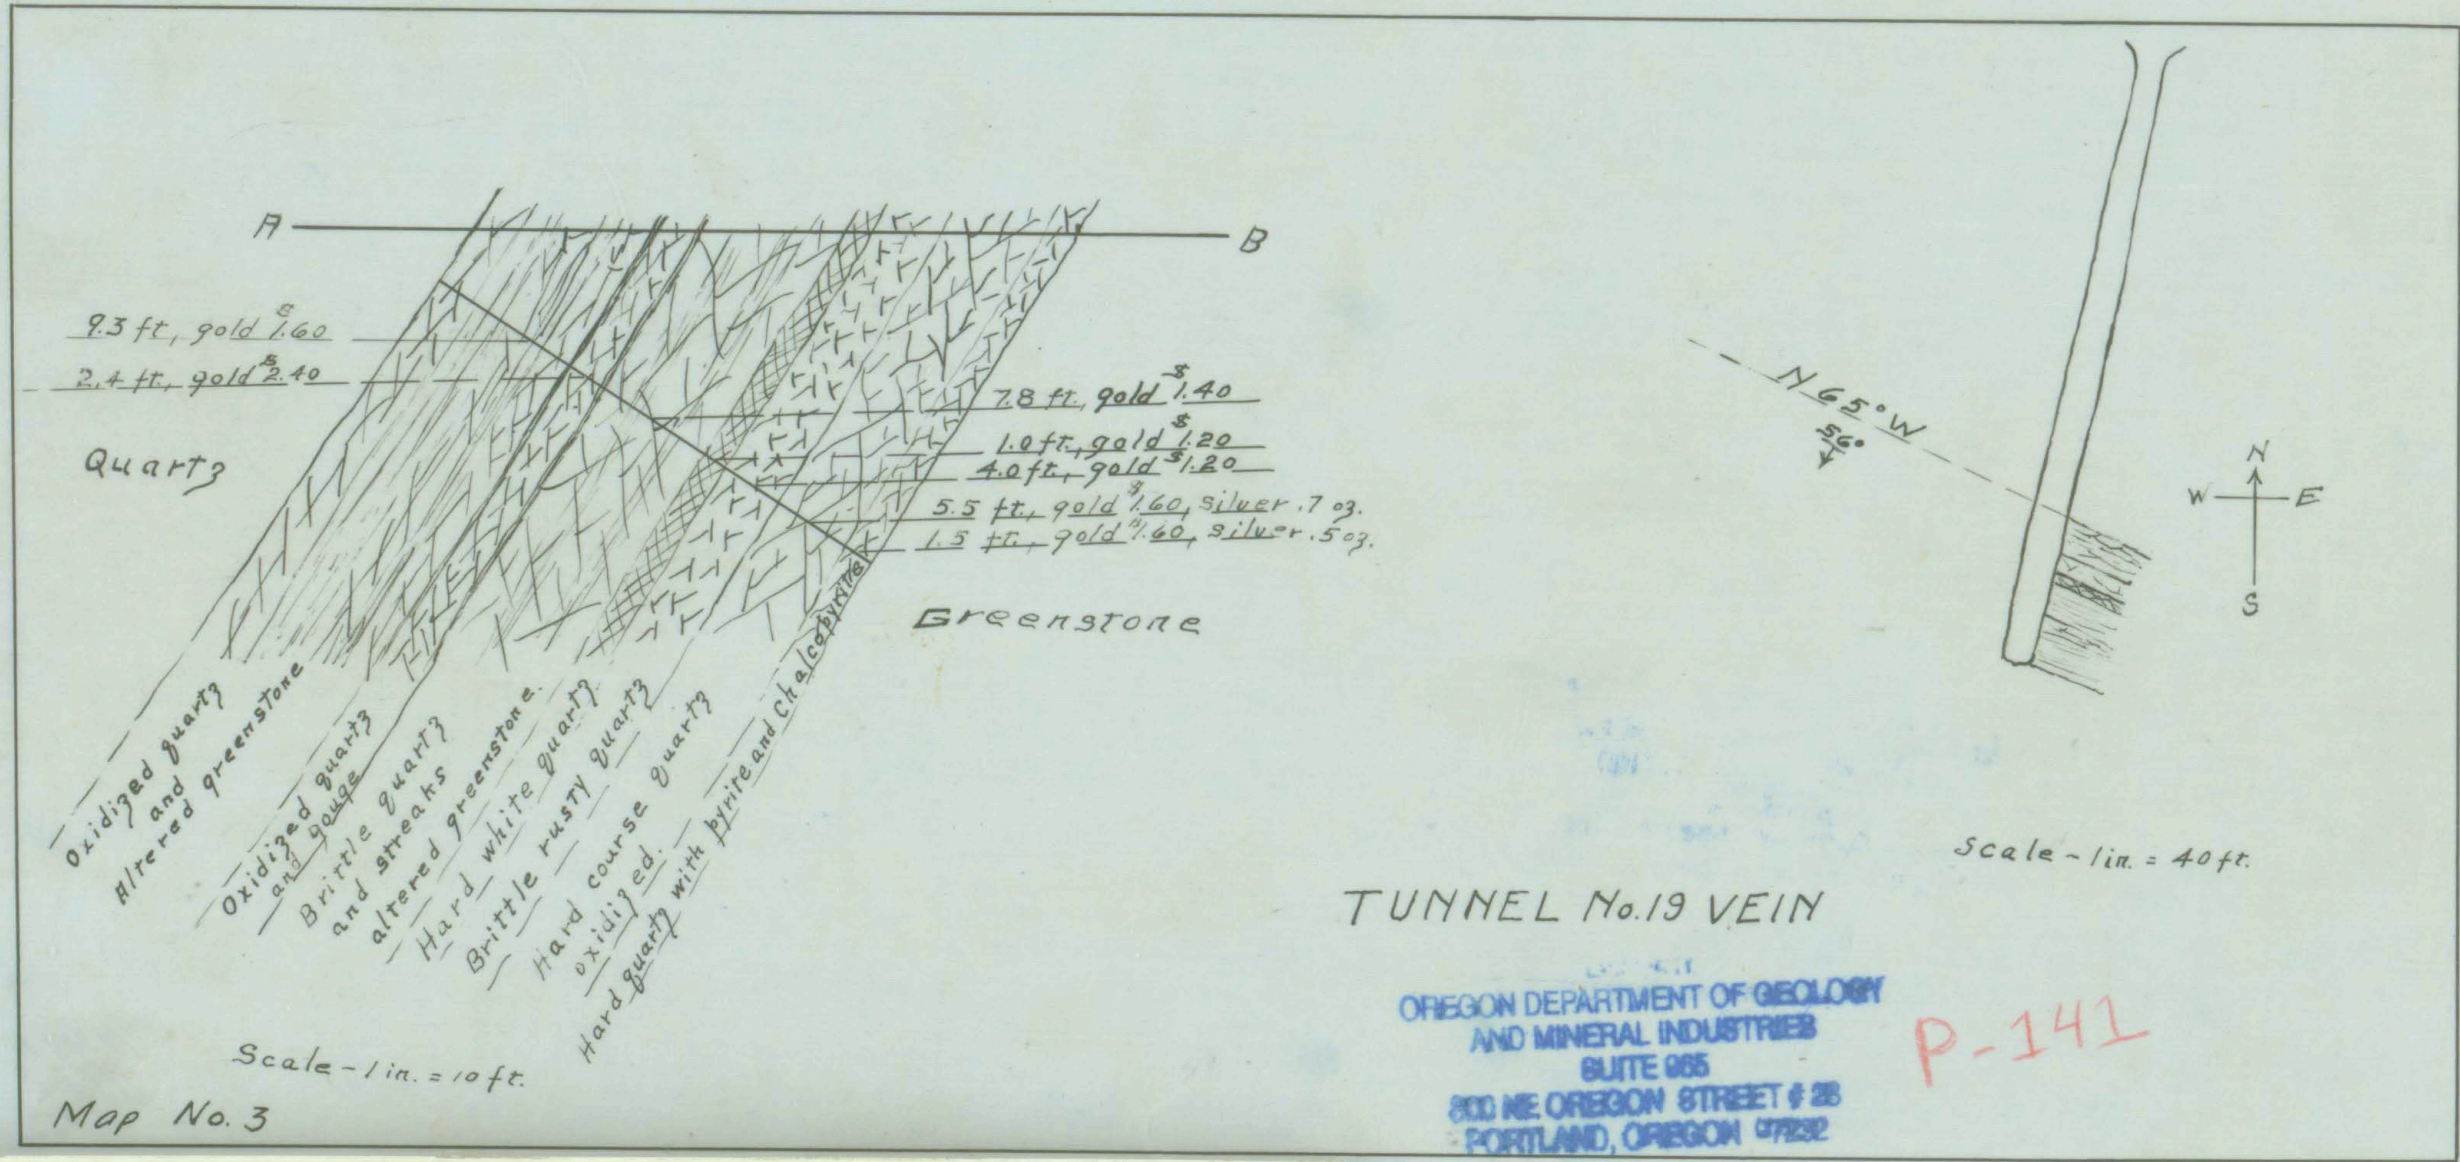 A
B
9.3 ft, gold $1.60
2.4 ft, gold $2.40
Quartz
7.8 ft, gold $1.40
1.0 ft, gold $1.20
4.0 ft, gold $1.20
5.5 ft, gold $1.60, silver .7 oz.
1.5 ft, gold $1.60, silver .5 oz.
Greenstone
Oxidized quartz
and
Altered greenstone
Oxidized quartz
and gouge
Brittle quartz
and streaks
altered greenstone.
Hard white quartz
Brittle rusty quartz
Hard course quartz
oxidized.
Hard quartz with pyrite and chalcopyrite
Scale - 1 in. = 10 ft.
Map No. 3
N 65° W
56°
N
W E
S
Scale - 1 in. = 40 ft.
TUNNEL No. 19 VEIN
OREGON DEPARTMENT OF GEOLOGY
AND MINERAL INDUSTRIES
SUITE 965
800 NE OREGON STREET # 28
PORTLAND, OREGON 97232
P-141